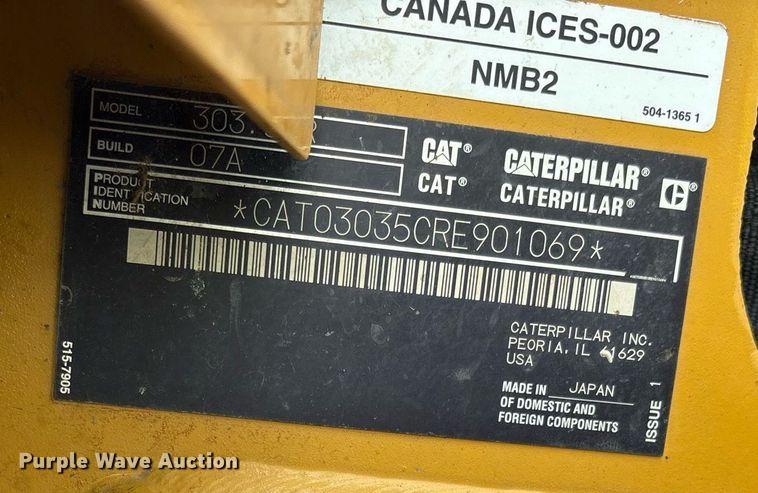 CANADA ICES-002
NMB2
504-1365 1
MODEL
BUILD 07A
CAT® CATERPILLAR®
CAT® CATERPILLAR®
PRODUCT
IDENTIFICATION
NUMBER
*CAT03035CRE901069*
CATERPILLAR INC.
PEORIA, IL 61629
USA
MADE IN JAPAN
OF DOMESTIC AND
FOREIGN COMPONENTS
515-7905
ISSUE 1
Purple Wave Auction